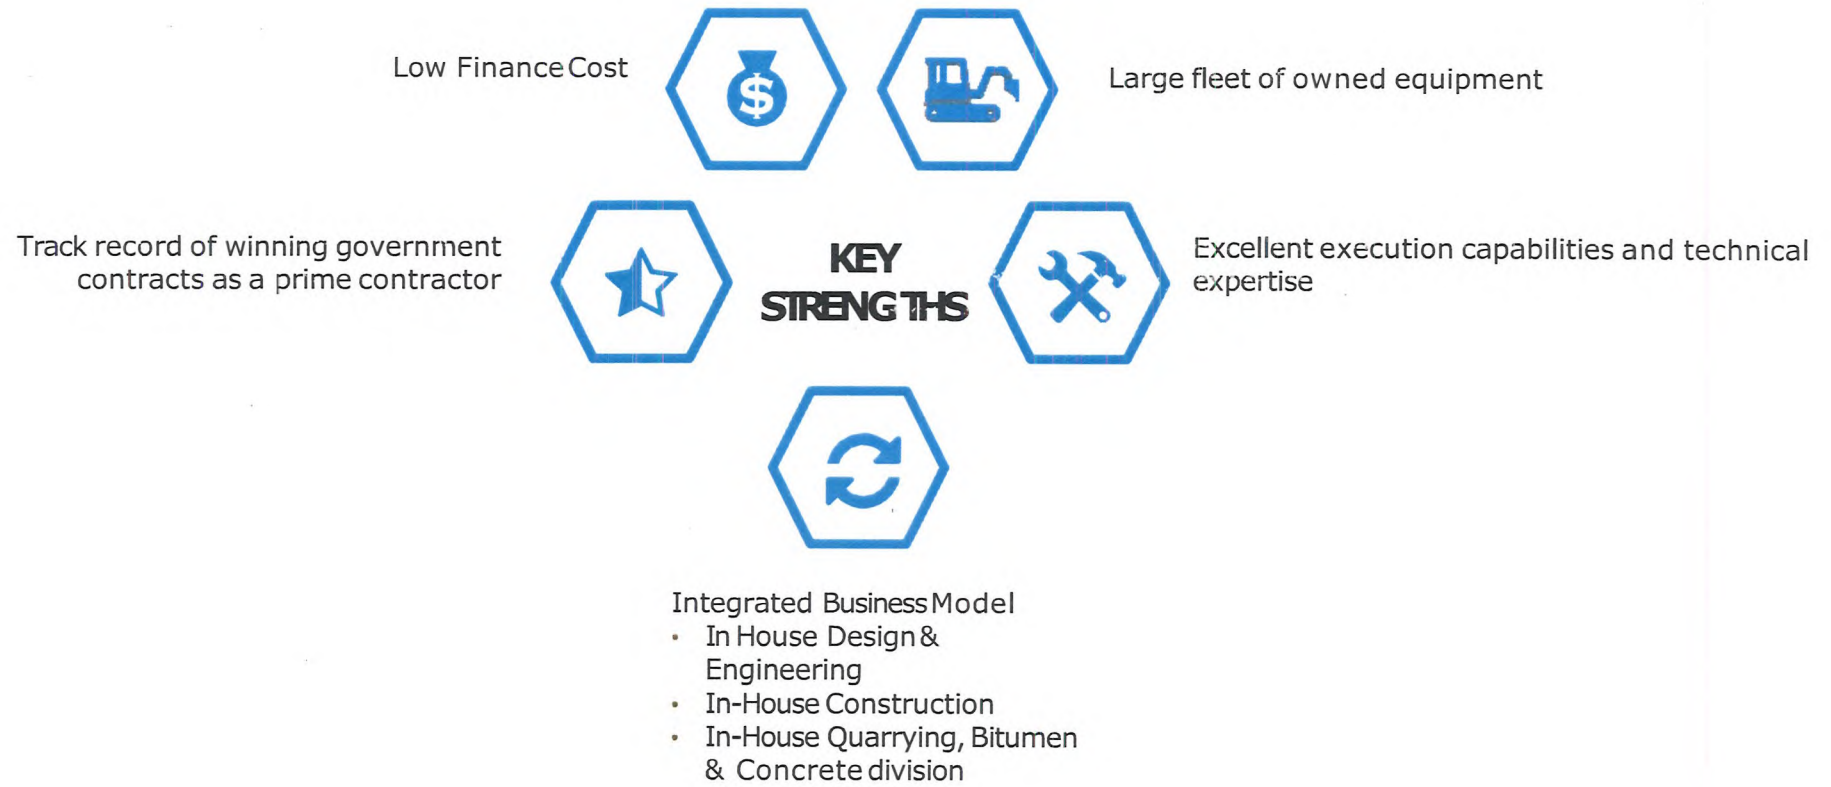 Low Finance Cost
$
Large fleet of owned equipment
Track record of winning government
contracts as a prime contractor
KEY
STRENGTHS
Excellent execution capabilities and technical
expertise
Integrated Business Model
• In House Design &
Engineering
• In-House Construction
• In-House Quarrying, Bitumen
& Concrete division